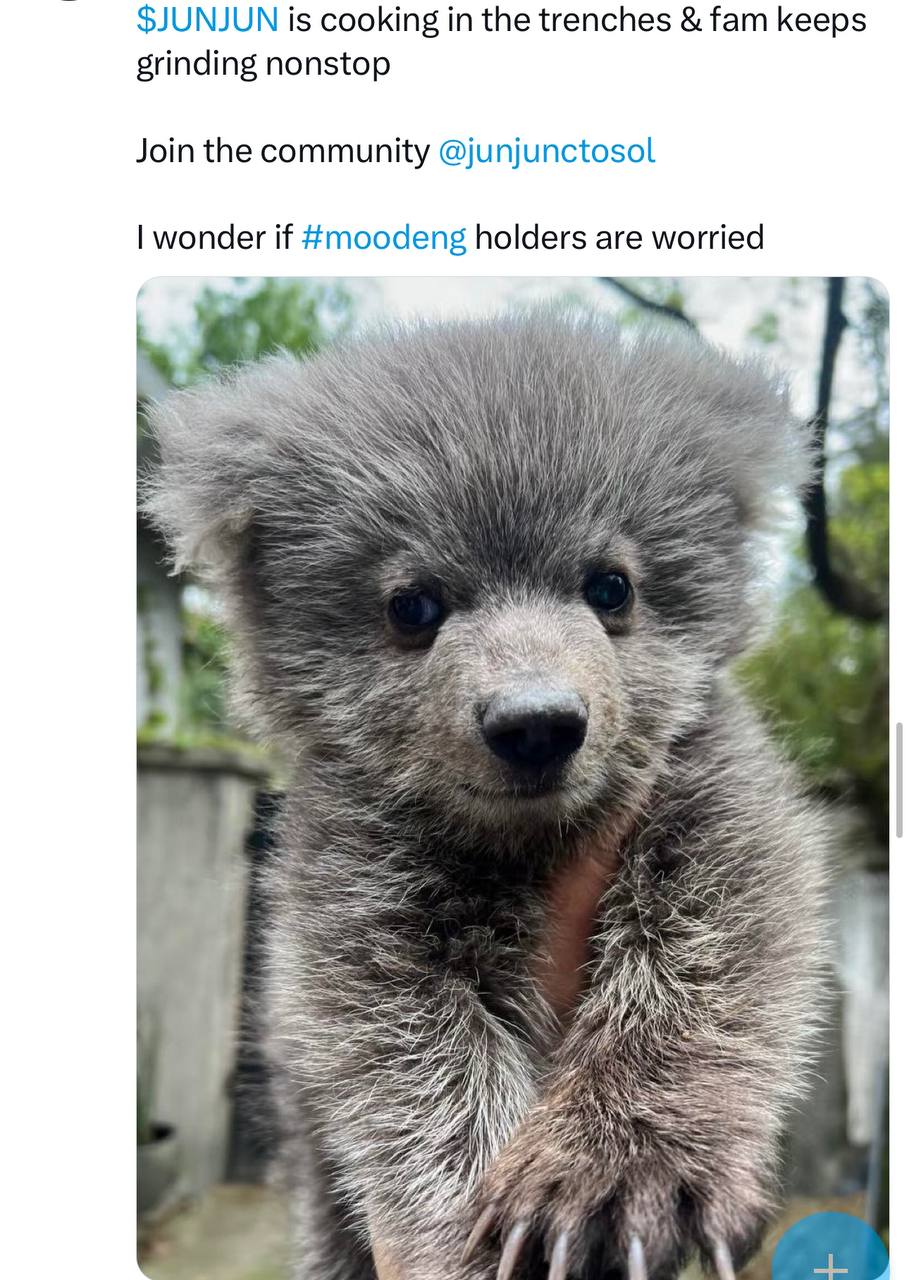 $JUNJUN is cooking in the trenches & fam keeps
grinding nonstop
Join the community @junjunctosol
I wonder if #moodeng holders are worried